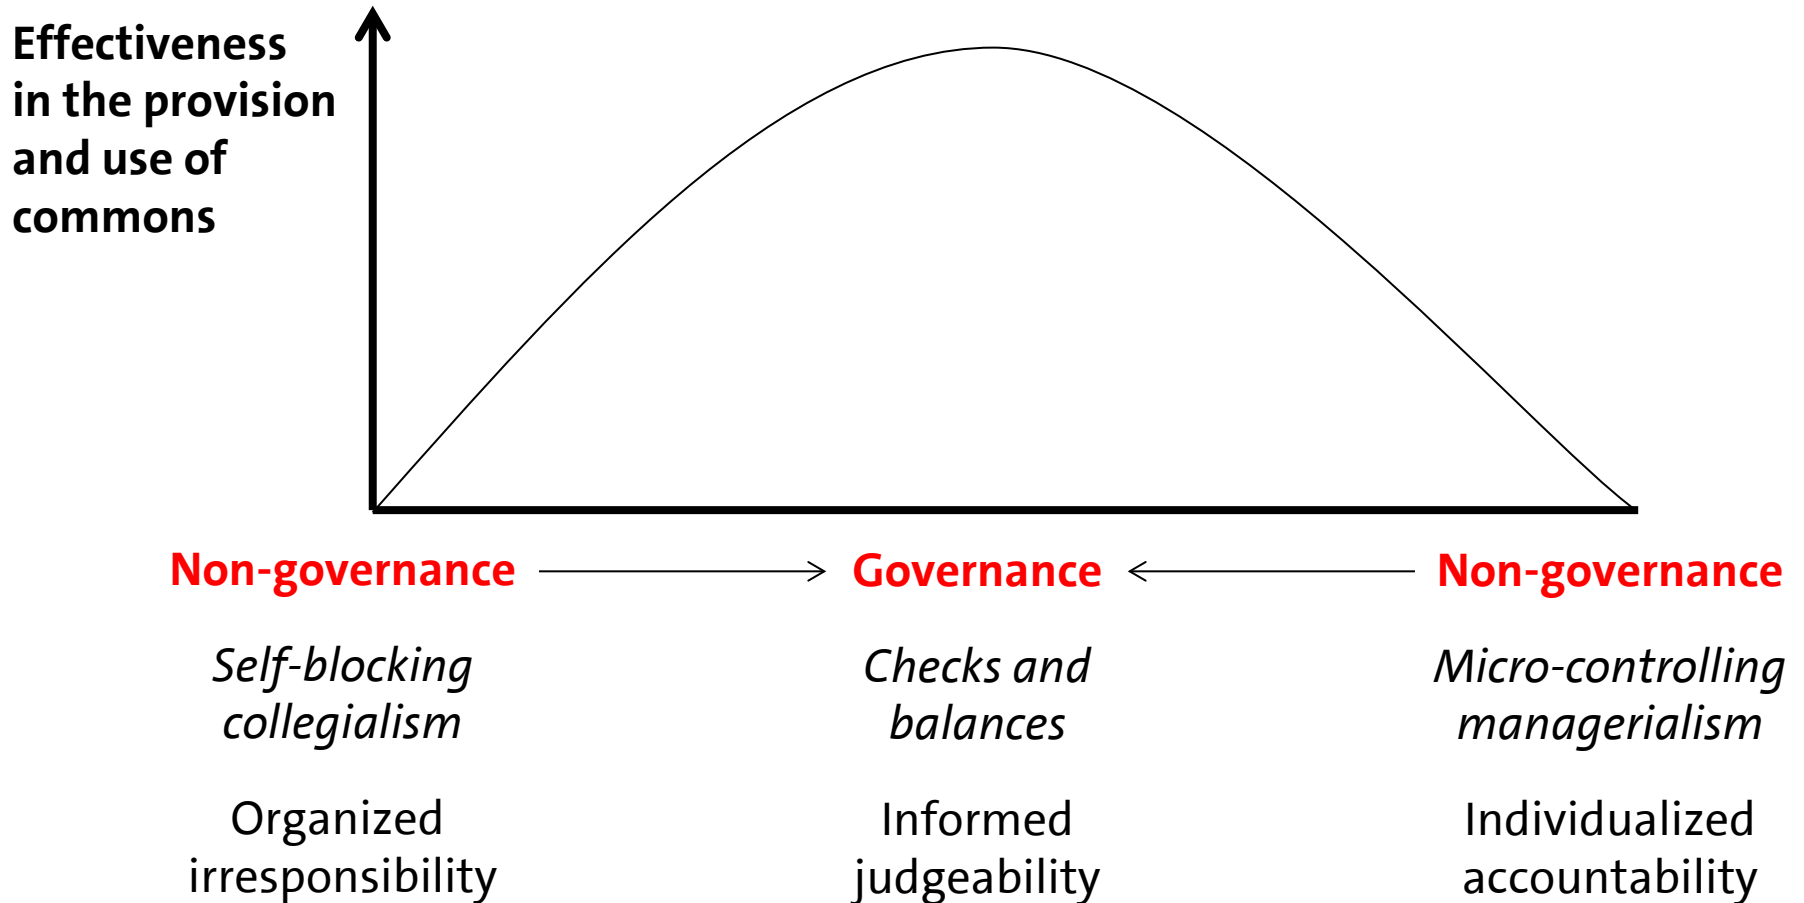 Effectiveness
in the provision
and use of
commons
Non-governance
Governance
Non-governance
Self-blocking
collegialism
Checks and
balances
Micro-controlling
managerialism
Organized
irresponsibility
Informed
judgeability
Individualized
accountability